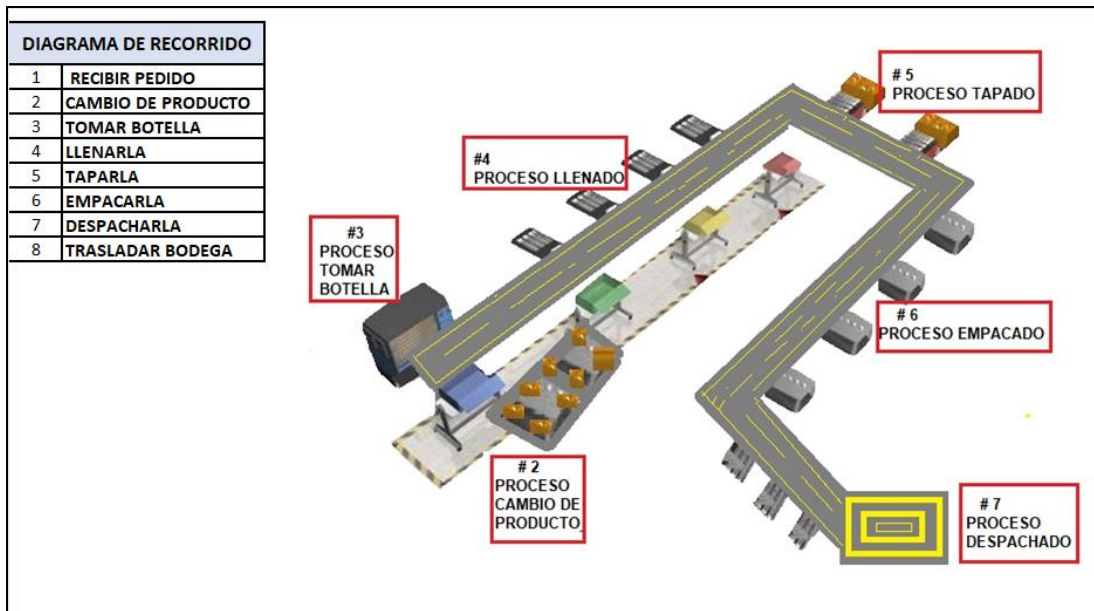 DIAGRAMA DE RECORRIDO
1 RECIBIR PEDIDO
2 CAMBIO DE PRODUCTO
3 TOMAR BOTELLA
4 LLENARLA
5 TAPARLA
6 EMPACARLA
7 DESPACHARLA
8 TRASLADAR BODEGA
# 5
PROCESO TAPADO
#4
PROCESO LLENADO
#3
PROCESO
TOMAR
BOTELLA
# 6
PROCESO EMPACADO
# 2
PROCESO
CAMBIO DE
PRODUCTO
# 7
PROCESO
DESPACHADO